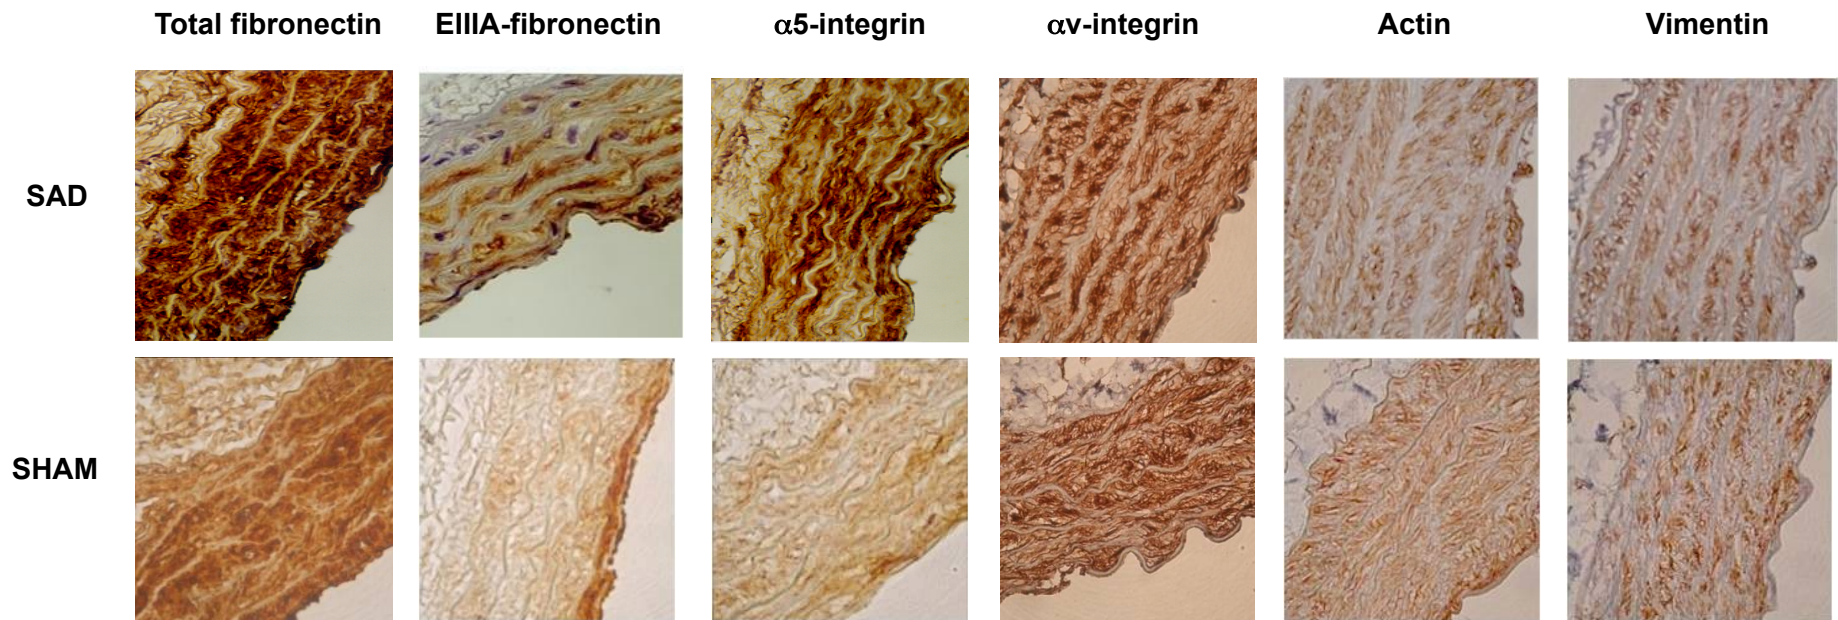 Total fibronectin EIIIA-fibronectin α5-integrin αv-integrin Actin Vimentin
SAD
SHAM